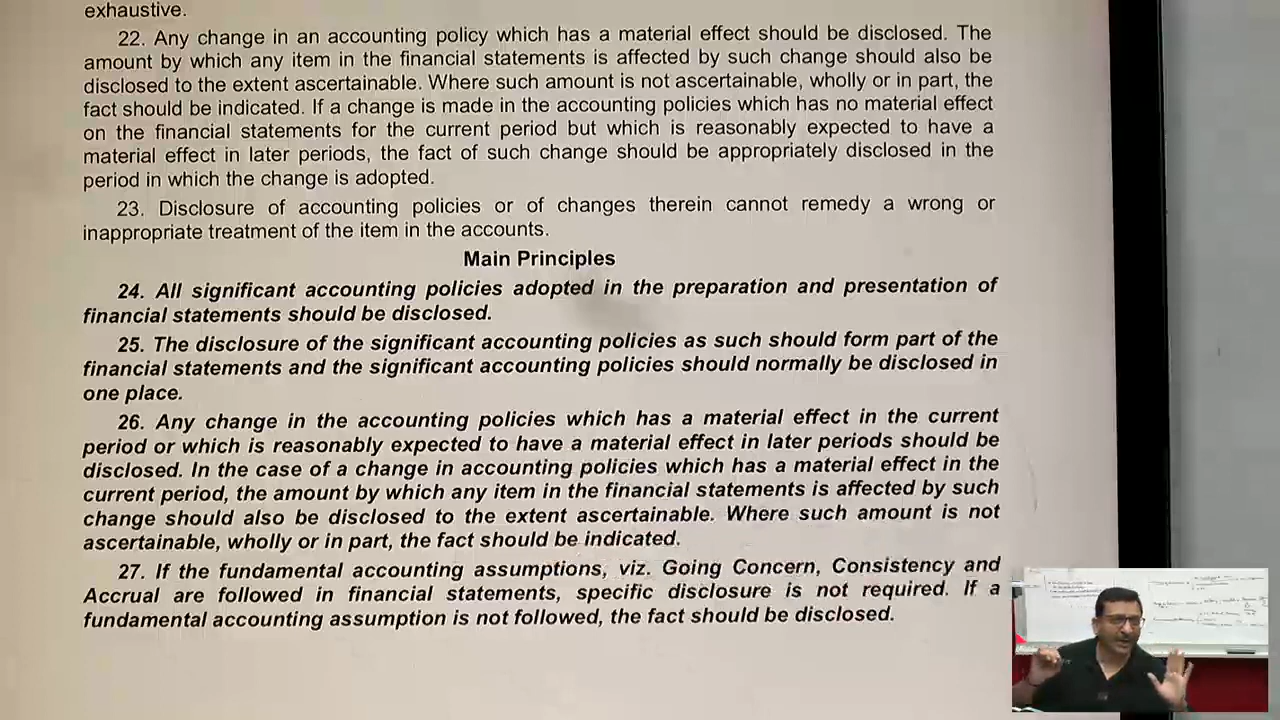 exhaustive.
22. Any change in an accounting policy which has a material effect should be disclosed. The
amount by which any item in the financial statements is affected by such change should also be
disclosed to the extent ascertainable. Where such amount is not ascertainable, wholly or in part, the
fact should be indicated. If a change is made in the accounting policies which has no material effect
on the financial statements for the current period but which is reasonably expected to have a
material effect in later periods, the fact of such change should be appropriately disclosed in the
period in which the change is adopted.
23. Disclosure of accounting policies or of changes therein cannot remedy a wrong or
inappropriate treatment of the item in the accounts.
Main Principles
24. All significant accounting policies adopted in the preparation and presentation of
financial statements should be disclosed.
25. The disclosure of the significant accounting policies as such should form part of the
financial statements and the significant accounting policies should normally be disclosed in
one place.
26. Any change in the accounting policies which has a material effect in the current
period or which is reasonably expected to have a material effect in later periods should be
disclosed. In the case of a change in accounting policies which has a material effect in the
current period, the amount by which any item in the financial statements is affected by such
change should also be disclosed to the extent ascertainable. Where such amount is not
ascertainable, wholly or in part, the fact should be indicated.
27. If the fundamental accounting assumptions, viz. Going Concern, Consistency and
Accrual are followed in financial statements, specific disclosure is not required. If a
fundamental accounting assumption is not followed, the fact should be disclosed.